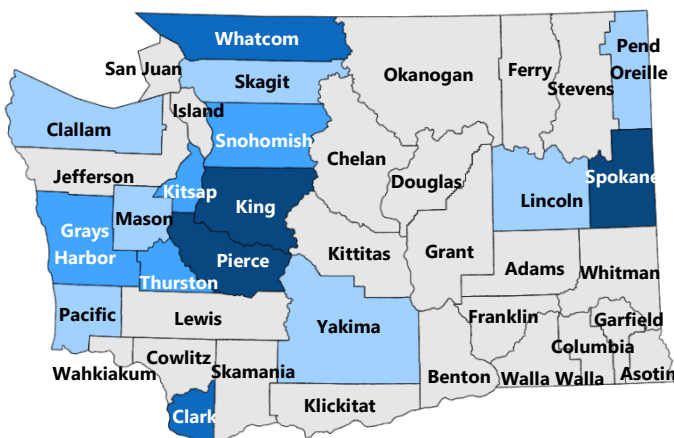 Whatcom
San Juan
Skagit
Okanogan
Ferry
Stevens
Pend
Oreille
Island
Clallam
Snohomish
Chelan
Jefferson
Kitsap
Douglas
Lincoln
Spokane
King
Mason
Grays
Harbor
Kittitas
Grant
Pierce
Adams
Whitman
Thurston
Pacific
Lewis
Yakima
Franklin
Garfield
Columbia
Cowlitz
Wahkiakum
Skamania
Benton
Walla Walla
Asotin
Klickitat
Clark